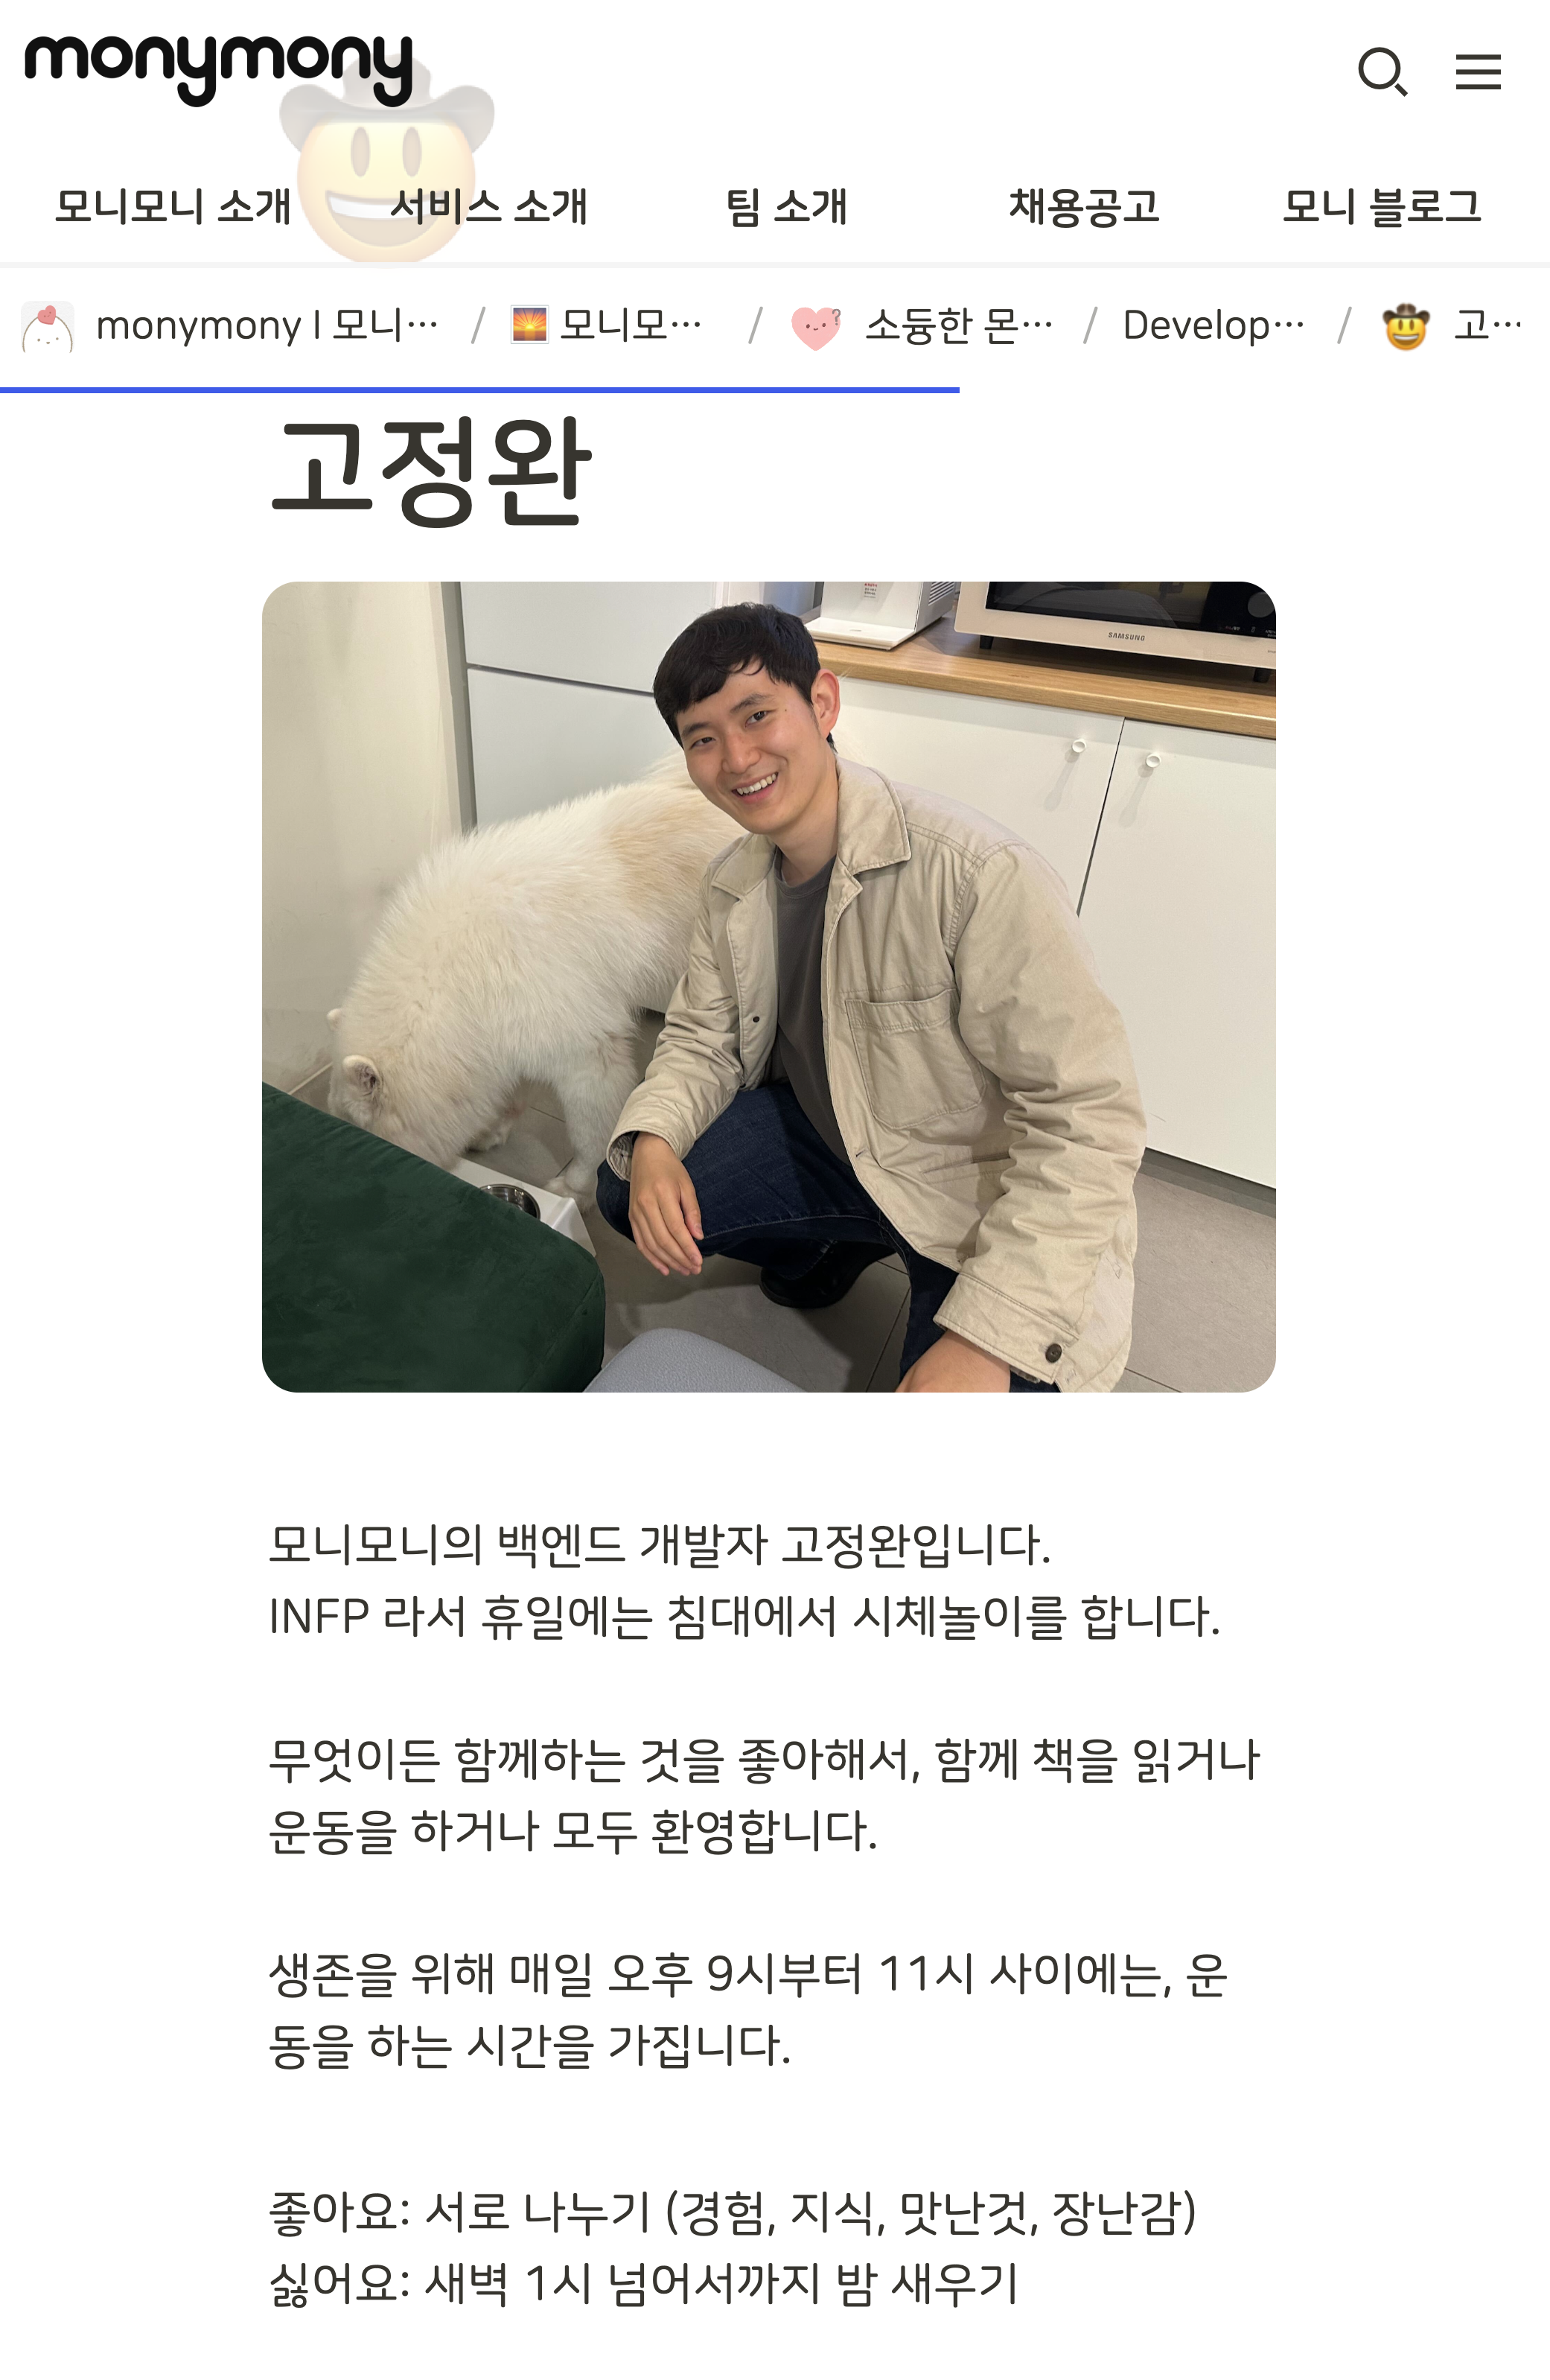 monymony
모니모니 소개 서비스 소개 팀 소개 채용공고 모니 블로그
monymony | 모니… / 모니모… / 소듕한 몬… / Develop… / 고…
고정완
SAMSUNG
모니모니의 백엔드 개발자 고정완입니다.
INFP 라서 휴일에는 침대에서 시체놀이를 합니다.
무엇이든 함께하는 것을 좋아해서, 함께 책을 읽거나
운동을 하거나 모두 환영합니다.
생존을 위해 매일 오후 9시부터 11시 사이에는, 운
동을 하는 시간을 가집니다.
좋아요: 서로 나누기 (경험, 지식, 맛난것, 장난감)
싫어요: 새벽 1시 넘어서까지 밤 새우기